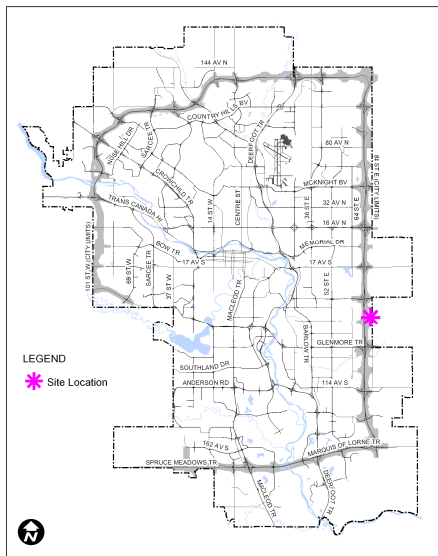 144 AV N
COUNTRY HILLS BV
SARCEE TR
NOSE HILL DR
DEERFOOT TR
80 AV N
CROWCHILD TR
MCKNIGHT BV
81 ST E (CITY LIMITS)
64 ST E
36 ST E
32 AV N
14 ST W
CENTRE ST
16 AV N
TRANS CANADA HI
MEMORIAL DR
BOW TR
17 AV S
17 AV S
101 ST W (CITY LIMITS)
69 ST W
SARCEE TR
37 ST W
MACLEOD TR
52 ST E
BARLOW TR
GLENMORE TR
LEGEND
Site Location
SOUTHLAND DR
ANDERSON RD
114 AV S
162 AV S
MARQUIS OF LORNE TR
SPRUCE MEADOWS TR
MACLEOD TR
DEERFOOT TR
N